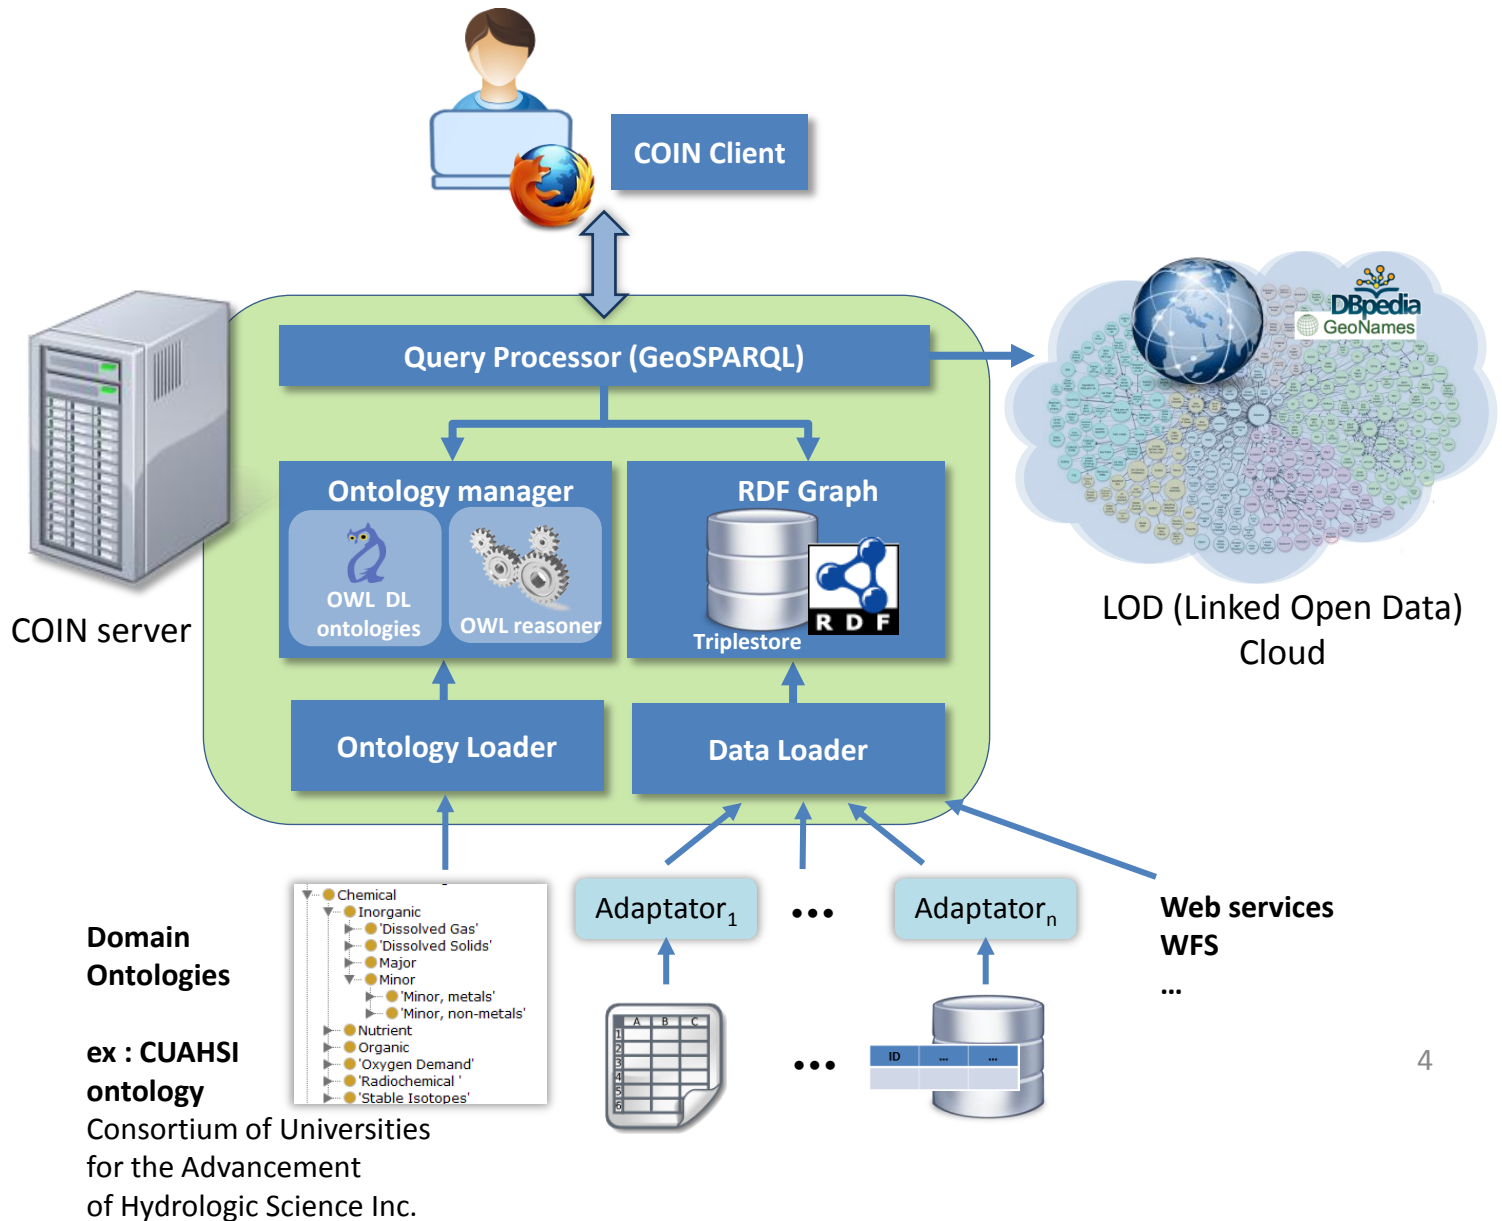 COIN Client
Query Processor (GeoSPARQL)
DBpedia
GeoNames
Ontology manager
RDF Graph
OWL DL
ontologies
OWL reasoner
RDF
Triplestore
COIN server
LOD (Linked Open Data)
Cloud
Ontology Loader
Data Loader
Domain
Ontologies
ex : CUAHSI
ontology
Consortium of Universities
for the Advancement
of Hydrologic Science Inc.
Chemical
Inorganic
'Dissolved Gas'
'Dissolved Solids'
Major
Minor
'Minor, metals'
'Minor, non-metals'
Nutrient
Organic
'Oxygen Demand'
'Radiochemical '
'Stable Isotopes'
Adaptator1
...
Adaptatorn
Web services
WFS
...
A B C
1
2
3
4
5
6
...
ID ... ...
4